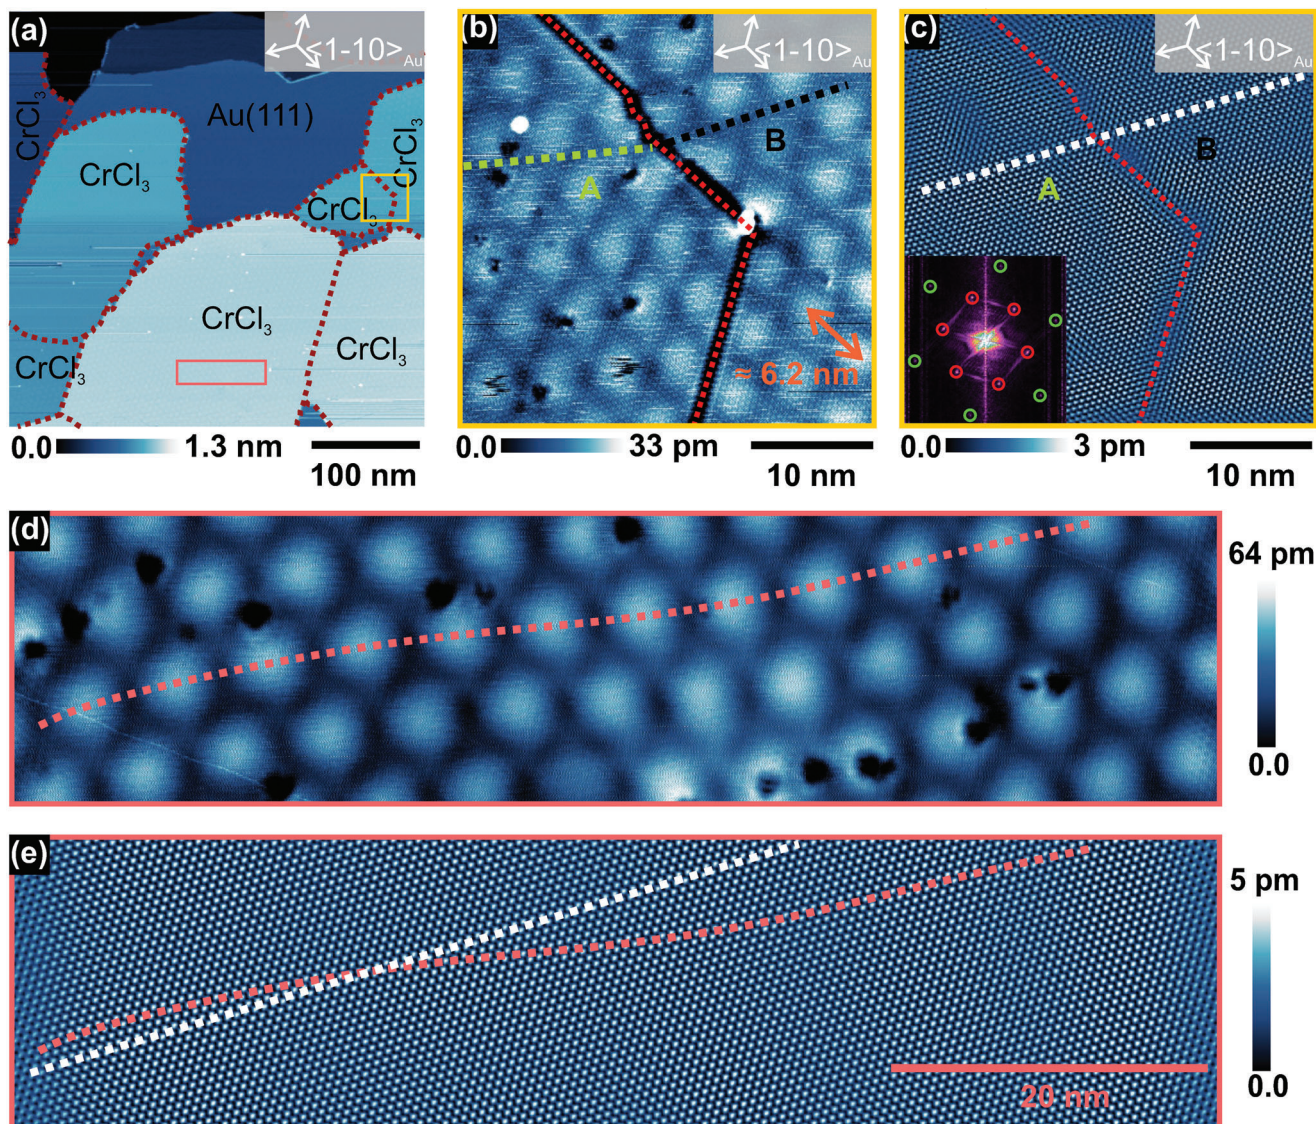 (a)
<1-10>Au
CrCl3
Au(111)
CrCl3
CrCl3
CrCl3
CrCl3
CrCl3
CrCl3
0.0 1.3 nm
100 nm
(b)
<1-10>Au
B
A
≈ 6.2 nm
0.0 33 pm
10 nm
(c)
<1-10>Au
B
A
0.0 3 pm
10 nm
(d)
64 pm
0.0
(e)
5 pm
20 nm
0.0